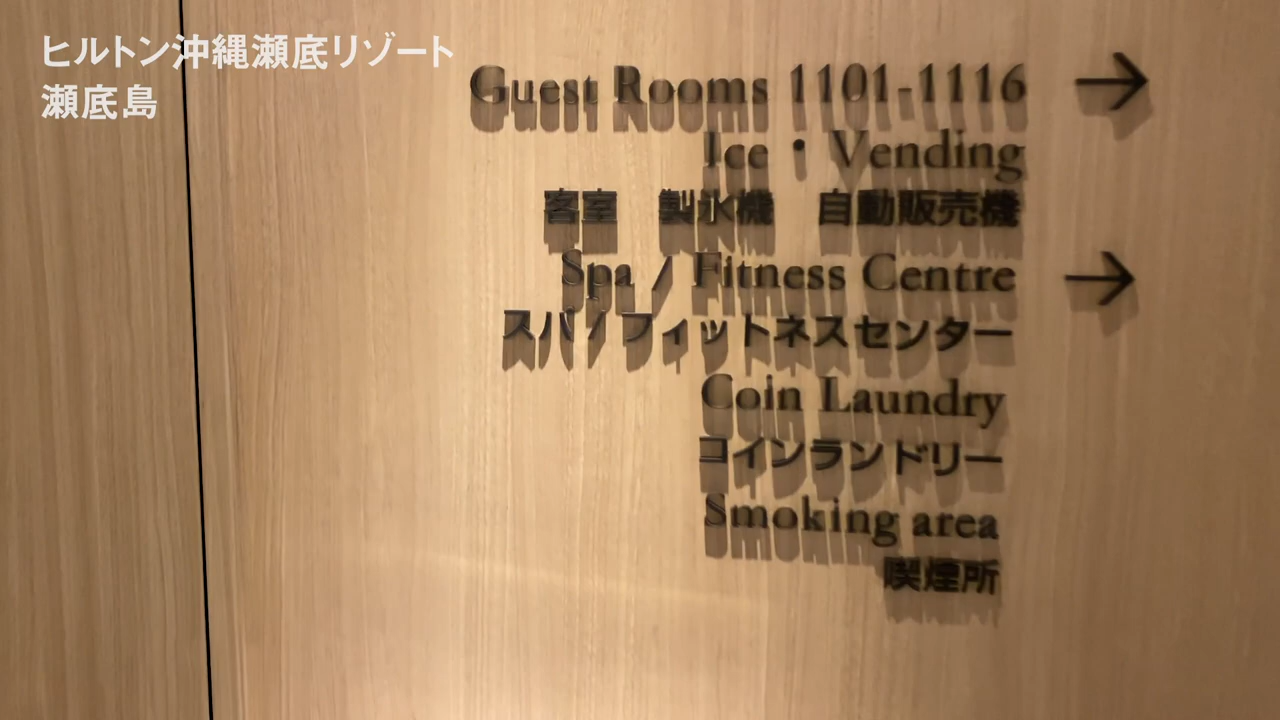 ヒルトン沖縄瀬底リゾート
瀬底島
Guest Rooms 1101-1116 →
Ice・Vending
客室　製氷機　自動販売機
Spa / Fitness Centre →
スパ / フィットネスセンター
Coin Laundry
コインランドリー
Smoking area
喫煙所